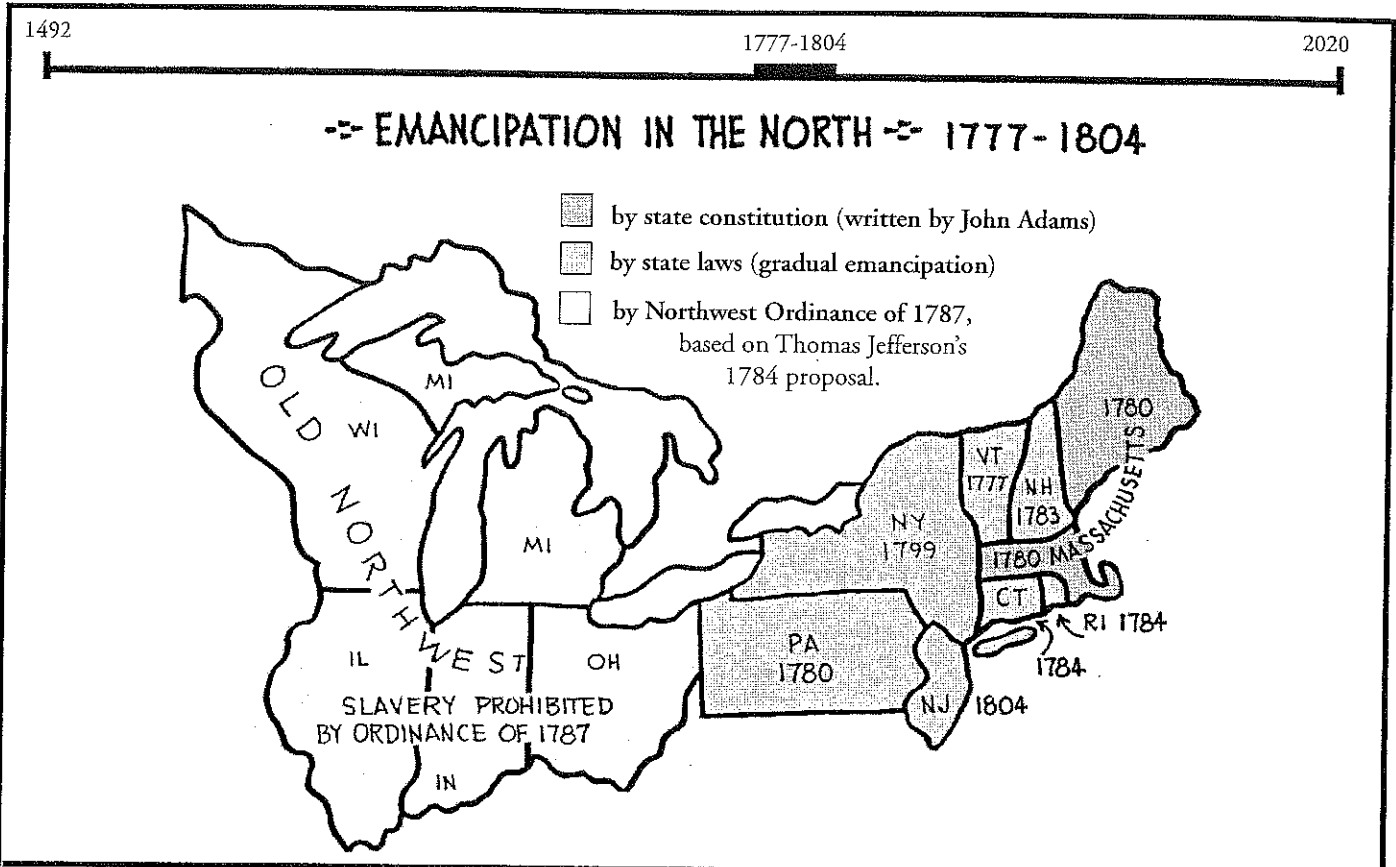 1492
1777-1804
2020
EMANCIPATION IN THE NORTH 1777-1804
by state constitution (written by John Adams)
by state laws (gradual emancipation)
by Northwest Ordinance of 1787,
based on Thomas Jefferson's
1784 proposal.
OLD NORTHWEST
MI
WI
MI
IL
OH
SLAVERY PROHIBITED
BY ORDINANCE OF 1787
IN
1780
VT
1777
NH
1783
NY
1799
1780 MASSACHUSETTS
CT
RI 1784
1784
PA
1780
NJ 1804